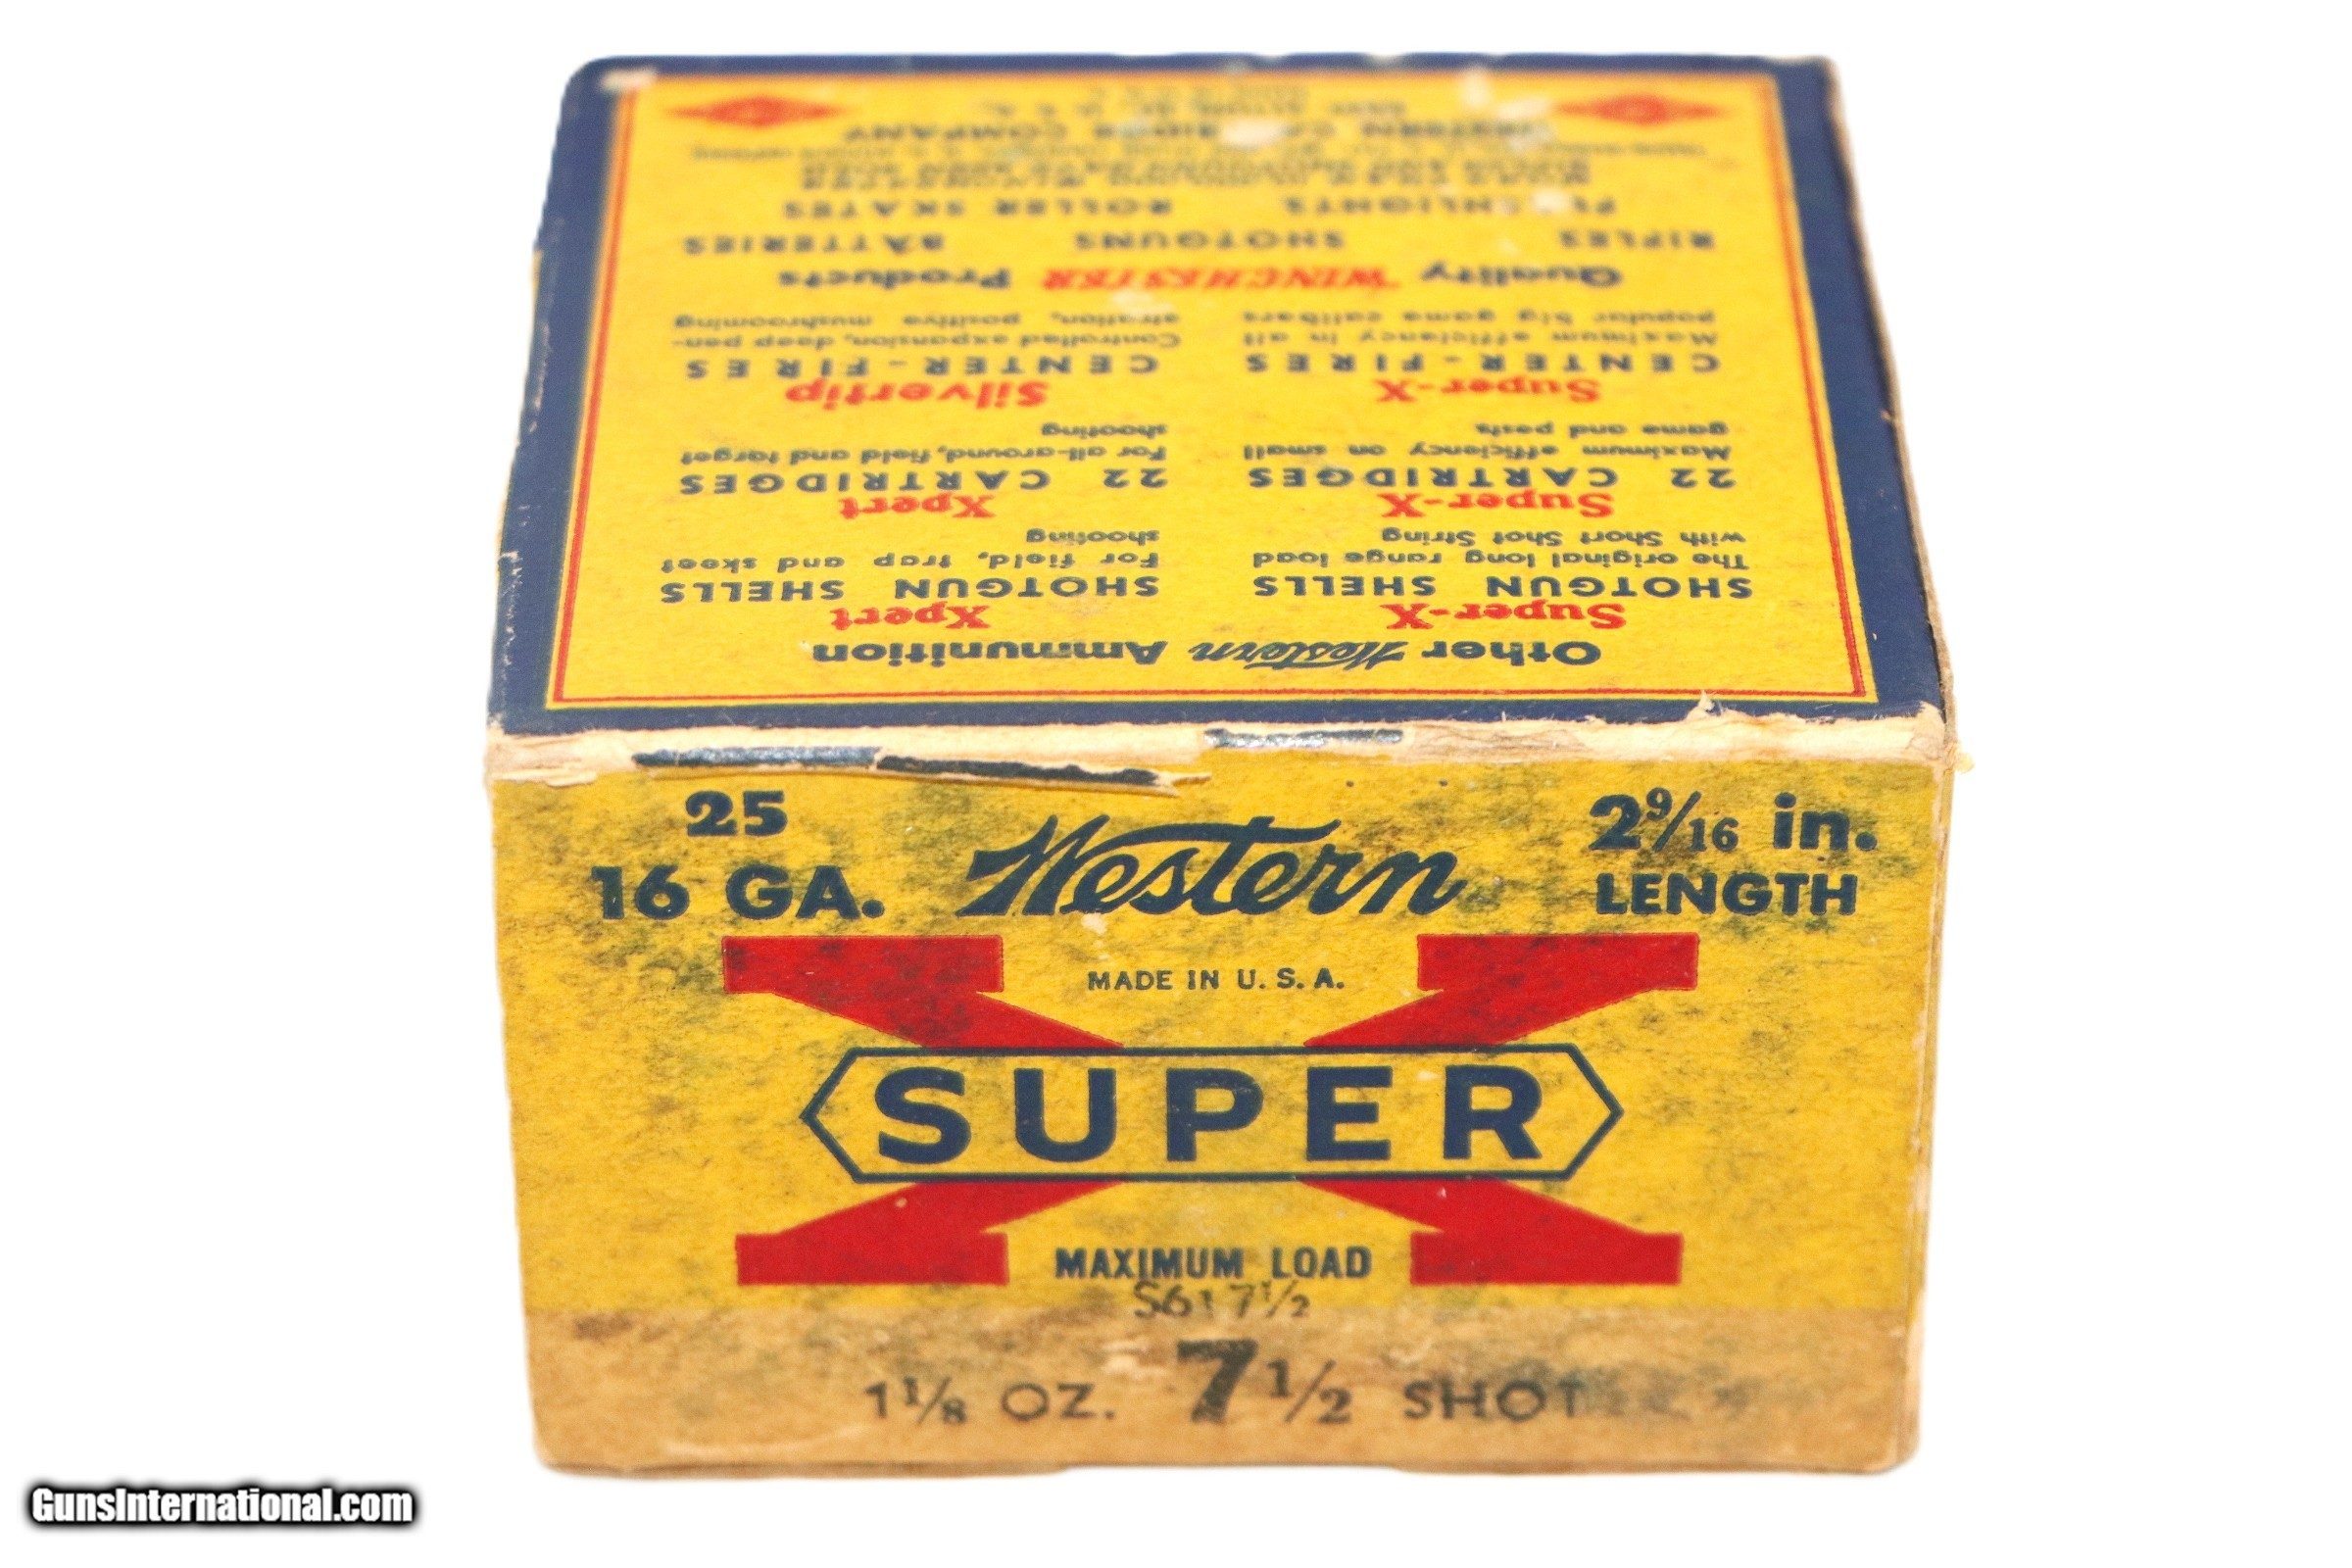 Other Western Ammunition
Super-X Xpert
SHOTGUN SHELLS SHOTGUN SHELLS
The original long range load For field, trap and skeet
with Short Shot String shooting
Super-X Xpert
22 CARTRIDGES 22 CARTRIDGES
Maximum efficiency on small For all-around, field and target
game and pests shooting
Super-X Silvertip
CENTER-FIRES CENTER-FIRES
Maximum efficiency in all Controlled expansion, deep pen-
popular big game calibers etration, positive mushrooming
Quality WINCHESTER Products
RIFLES SHOTGUNS BATTERIES
FLASHLIGHTS ROLLER SKATES
WESTERN CARTRIDGE COMPANY
25 Western 2 9/16 in.
16 GA. LENGTH
MADE IN U.S.A.
SUPER X
MAXIMUM LOAD
S61 7½
1⅛ OZ. 7½ SHOT
GunsInternational.com